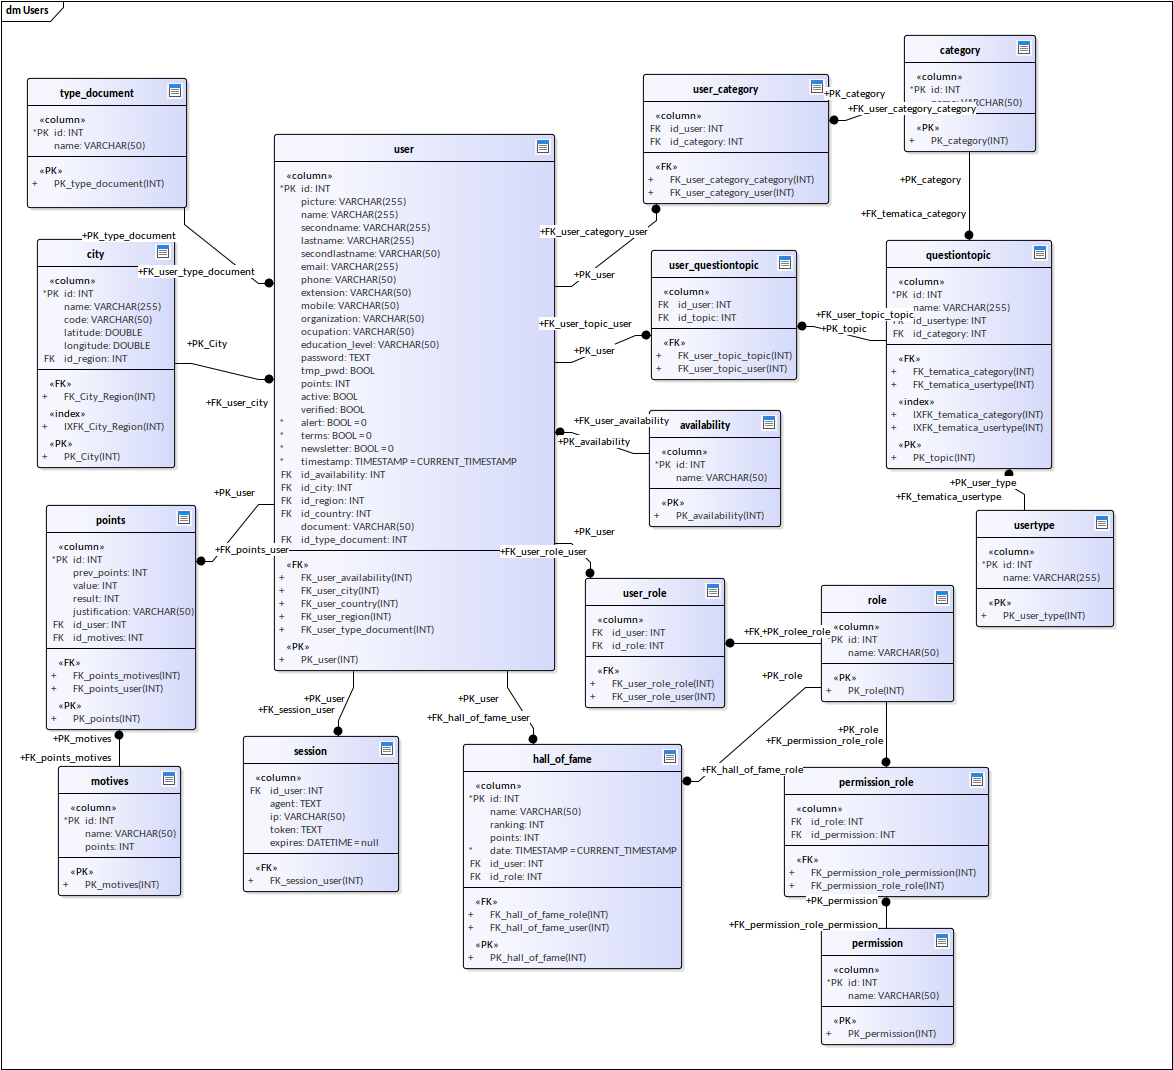 dm Users
type_document
«column»
*PK id: INT
name: VARCHAR(50)
«PK»
+ PK_type_document(INT)
+PK_type_document
+FK_user_type_document
city
«column»
*PK id: INT
name: VARCHAR(255)
code: VARCHAR(50)
latitude: DOUBLE
longitude: DOUBLE
FK id_region: INT
«FK»
+ FK_City_Region(INT)
«index»
+ IXFK_City_Region(INT)
«PK»
+ PK_City(INT)
+PK_City
+FK_user_city
user
«column»
*PK id: INT
picture: VARCHAR(255)
name: VARCHAR(255)
secondname: VARCHAR(255)
lastname: VARCHAR(255)
secondlastname: VARCHAR(50)
email: VARCHAR(255)
phone: VARCHAR(50)
extension: VARCHAR(50)
mobile: VARCHAR(50)
organization: VARCHAR(50)
ocupation: VARCHAR(50)
education_level: VARCHAR(50)
password: TEXT
tmp_pwd: BOOL
points: INT
active: BOOL
verified: BOOL
* alert: BOOL = 0
* terms: BOOL = 0
* newsletter: BOOL = 0
* timestamp: TIMESTAMP = CURRENT_TIMESTAMP
FK id_availability: INT
FK id_city: INT
FK id_region: INT
FK id_country: INT
document: VARCHAR(50)
FK id_type_document: INT
«FK»
+ FK_user_availability(INT)
+ FK_user_city(INT)
+ FK_user_country(INT)
+ FK_user_region(INT)
+ FK_user_type_document(INT)
«PK»
+ PK_user(INT)
user_category
«column»
FK id_user: INT
FK id_category: INT
«FK»
+ FK_user_category_category(INT)
+ FK_user_category_user(INT)
+PK_category
+FK_user_category_category
+FK_user_category_user
+PK_user
category
«column»
*PK id: INT
name: VARCHAR(50)
«PK»
+ PK_category(INT)
+PK_category
+FK_tematica_category
user_questiontopic
«column»
FK id_user: INT
FK id_topic: INT
«FK»
+ FK_user_topic_topic(INT)
+ FK_user_topic_user(INT)
+FK_user_topic_user
+PK_user
+FK_user_topic_topic
+PK_topic
questiontopic
«column»
*PK id: INT
name: VARCHAR(255)
FK id_usertype: INT
FK id_category: INT
«FK»
+ FK_tematica_category(INT)
+ FK_tematica_usertype(INT)
«index»
+ IXFK_tematica_category(INT)
+ IXFK_tematica_usertype(INT)
«PK»
+ PK_topic(INT)
+PK_user_type
+FK_tematica_usertype
usertype
«column»
*PK id: INT
name: VARCHAR(255)
«PK»
+ PK_user_type(INT)
+FK_user_availability
+PK_availability
availability
«column»
*PK id: INT
name: VARCHAR(50)
«PK»
+ PK_availability(INT)
+PK_user
+FK_points_user
points
«column»
*PK id: INT
prev_points: INT
value: INT
result: INT
justification: VARCHAR(50)
FK id_user: INT
FK id_motives: INT
«FK»
+ FK_points_motives(INT)
+ FK_points_user(INT)
«PK»
+ PK_points(INT)
+PK_motives
+FK_points_motives
motives
«column»
*PK id: INT
name: VARCHAR(50)
points: INT
«PK»
+ PK_motives(INT)
+PK_user
+FK_user_role_user
user_role
«column»
FK id_user: INT
FK id_role: INT
«FK»
+ FK_user_role_role(INT)
+ FK_user_role_user(INT)
+FK_
+PK_role
e_role
role
«column»
*PK id: INT
name: VARCHAR(50)
«PK»
+ PK_role(INT)
+PK_role
+FK_hall_of_fame_role
+PK_role
+FK_permission_role_role
+PK_user
+FK_session_user
session
«column»
FK id_user: INT
agent: TEXT
ip: VARCHAR(50)
token: TEXT
expires: DATETIME = null
«FK»
+ FK_session_user(INT)
+PK_user
+FK_hall_of_fame_user
hall_of_fame
«column»
*PK id: INT
name: VARCHAR(50)
ranking: INT
points: INT
* date: TIMESTAMP = CURRENT_TIMESTAMP
FK id_user: INT
FK id_role: INT
«FK»
+ FK_hall_of_fame_role(INT)
+ FK_hall_of_fame_user(INT)
«PK»
+ PK_hall_of_fame(INT)
permission_role
«column»
FK id_role: INT
FK id_permission: INT
«FK»
+ FK_permission_role_permission(INT)
+ FK_permission_role_role(INT)
+PK_permission
+FK_permission_role_permission
permission
«column»
*PK id: INT
name: VARCHAR(50)
«PK»
+ PK_permission(INT)